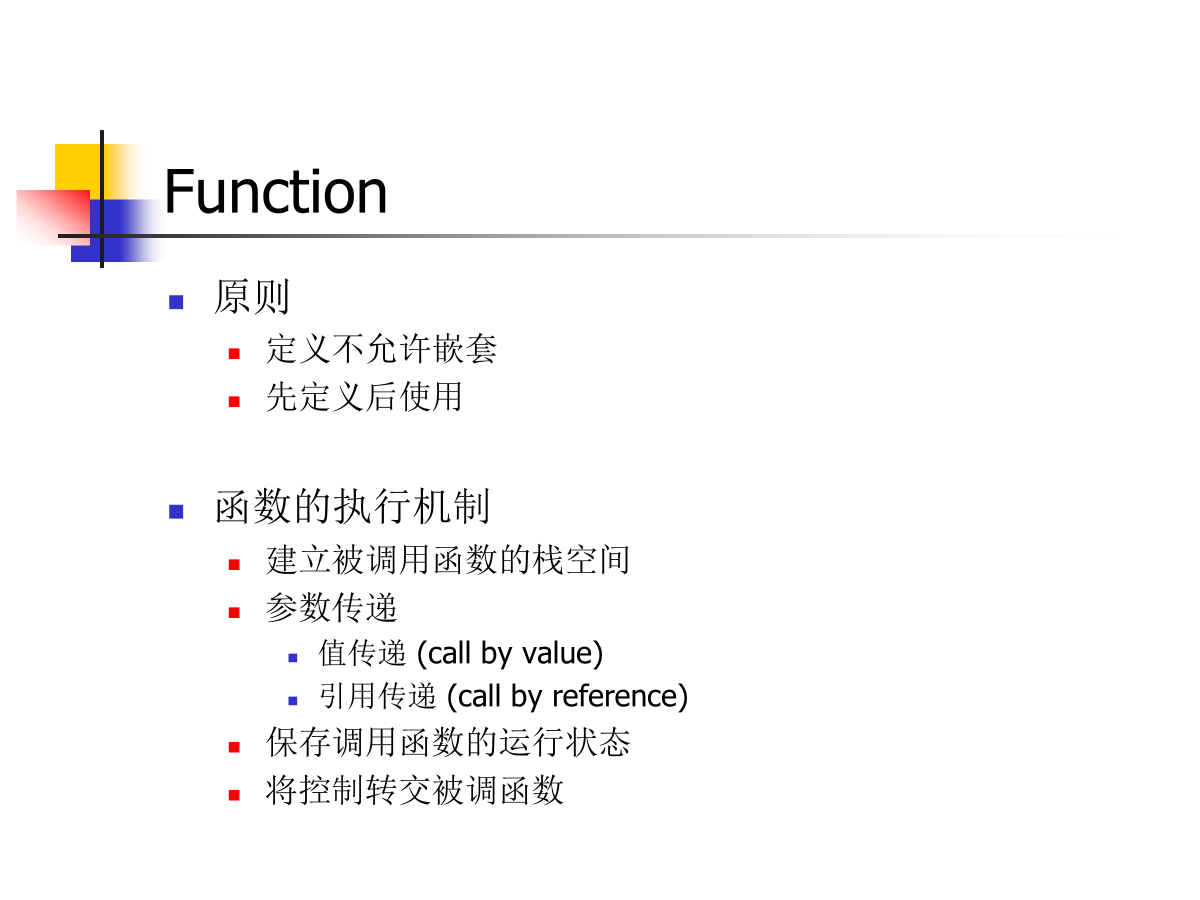 Function
原则
定义不允许嵌套
先定义后使用
函数的执行机制
建立被调用函数的栈空间
参数传递
值传递 (call by value)
引用传递 (call by reference)
保存调用函数的运行状态
将控制转交被调函数